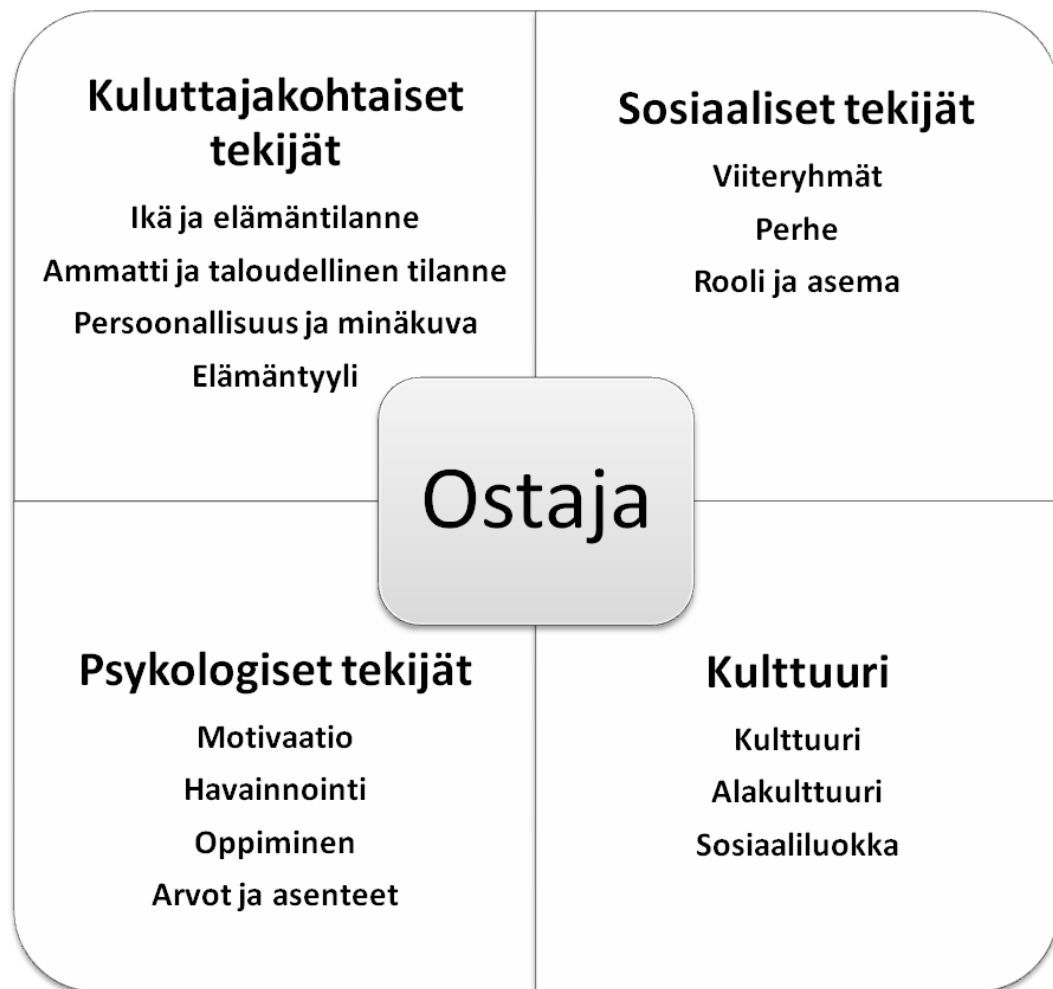 Kuluttajakohtaiset
tekijät
Ikä ja elämäntilanne
Ammatti ja taloudellinen tilanne
Persoonallisuus ja minäkuva
Elämäntyyli
Sosiaaliset tekijät
Viiteryhmät
Perhe
Rooli ja asema
Ostaja
Psykologiset tekijät
Motivaatio
Havainnointi
Oppiminen
Arvot ja asenteet
Kulttuuri
Kulttuuri
Alakulttuuri
Sosiaaliluokka